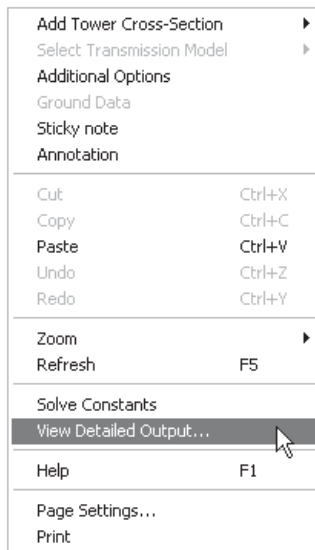 Add Tower Cross-Section
Select Transmission Model
Additional Options
Ground Data
Sticky note
Annotation
Cut Ctrl+X
Copy Ctrl+C
Paste Ctrl+V
Undo Ctrl+Z
Redo Ctrl+Y
Zoom
Refresh F5
Solve Constants
View Detailed Output...
Help F1
Page Settings...
Print